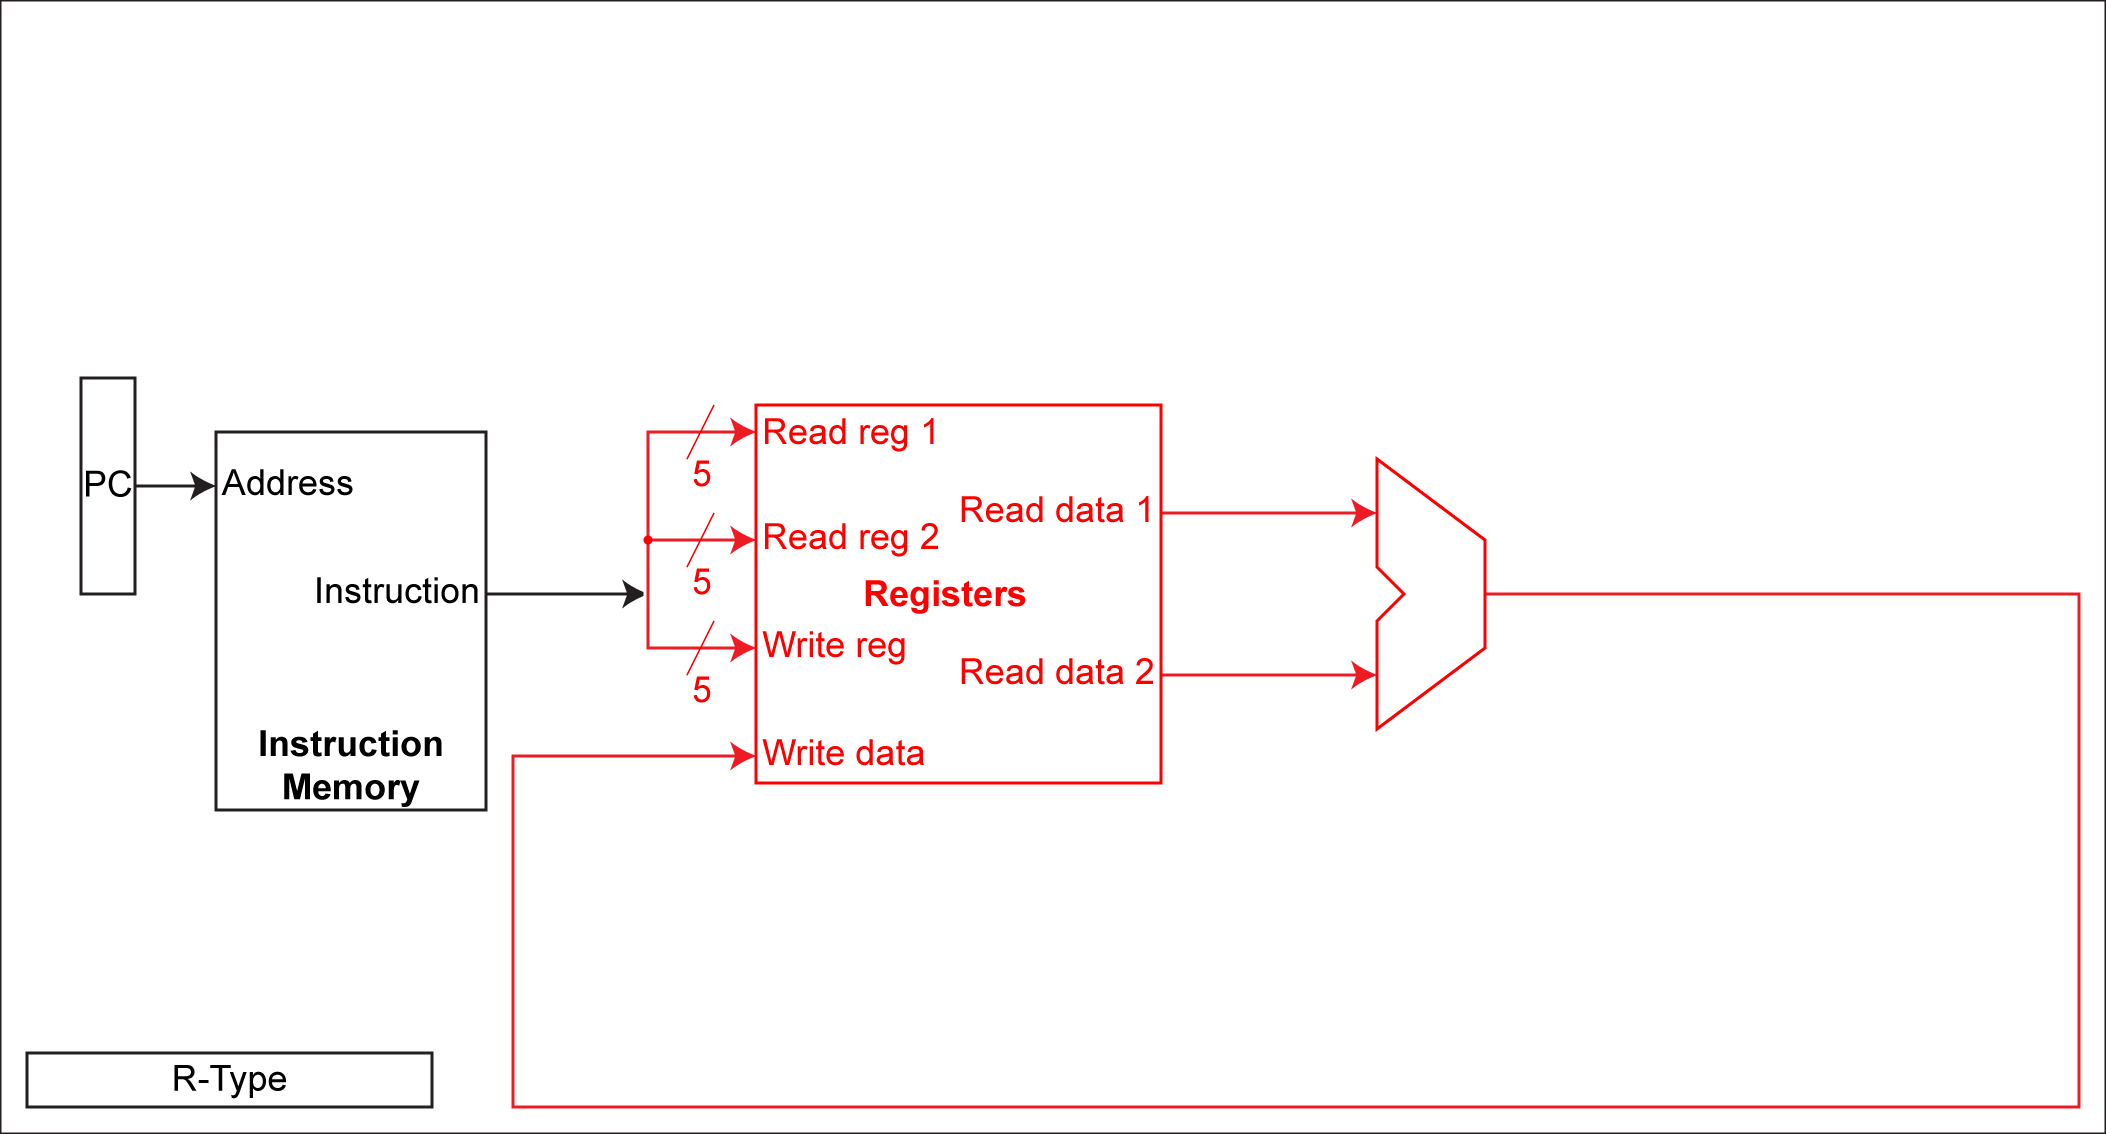 PC
Address
Instruction
Instruction
Memory
5
5
5
Read reg 1
Read reg 2
Write reg
Write data
Registers
Read data 1
Read data 2
R-Type